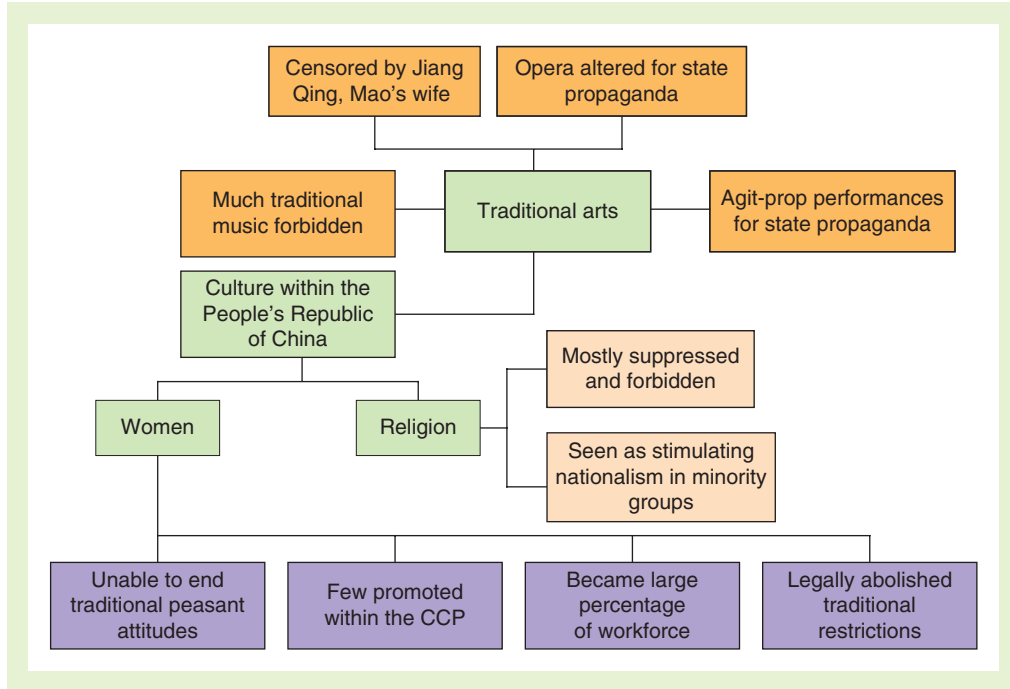 Censored by Jiang
Qing, Mao's wife
Opera altered for state
propaganda
Much traditional
music forbidden
Traditional arts
Agit-prop performances
for state propaganda
Culture within the
People's Republic
of China
Mostly suppressed
and forbidden
Women
Religion
Seen as stimulating
nationalism in minority
groups
Unable to end
traditional peasant
attitudes
Few promoted
within the CCP
Became large
percentage
of workforce
Legally abolished
traditional
restrictions